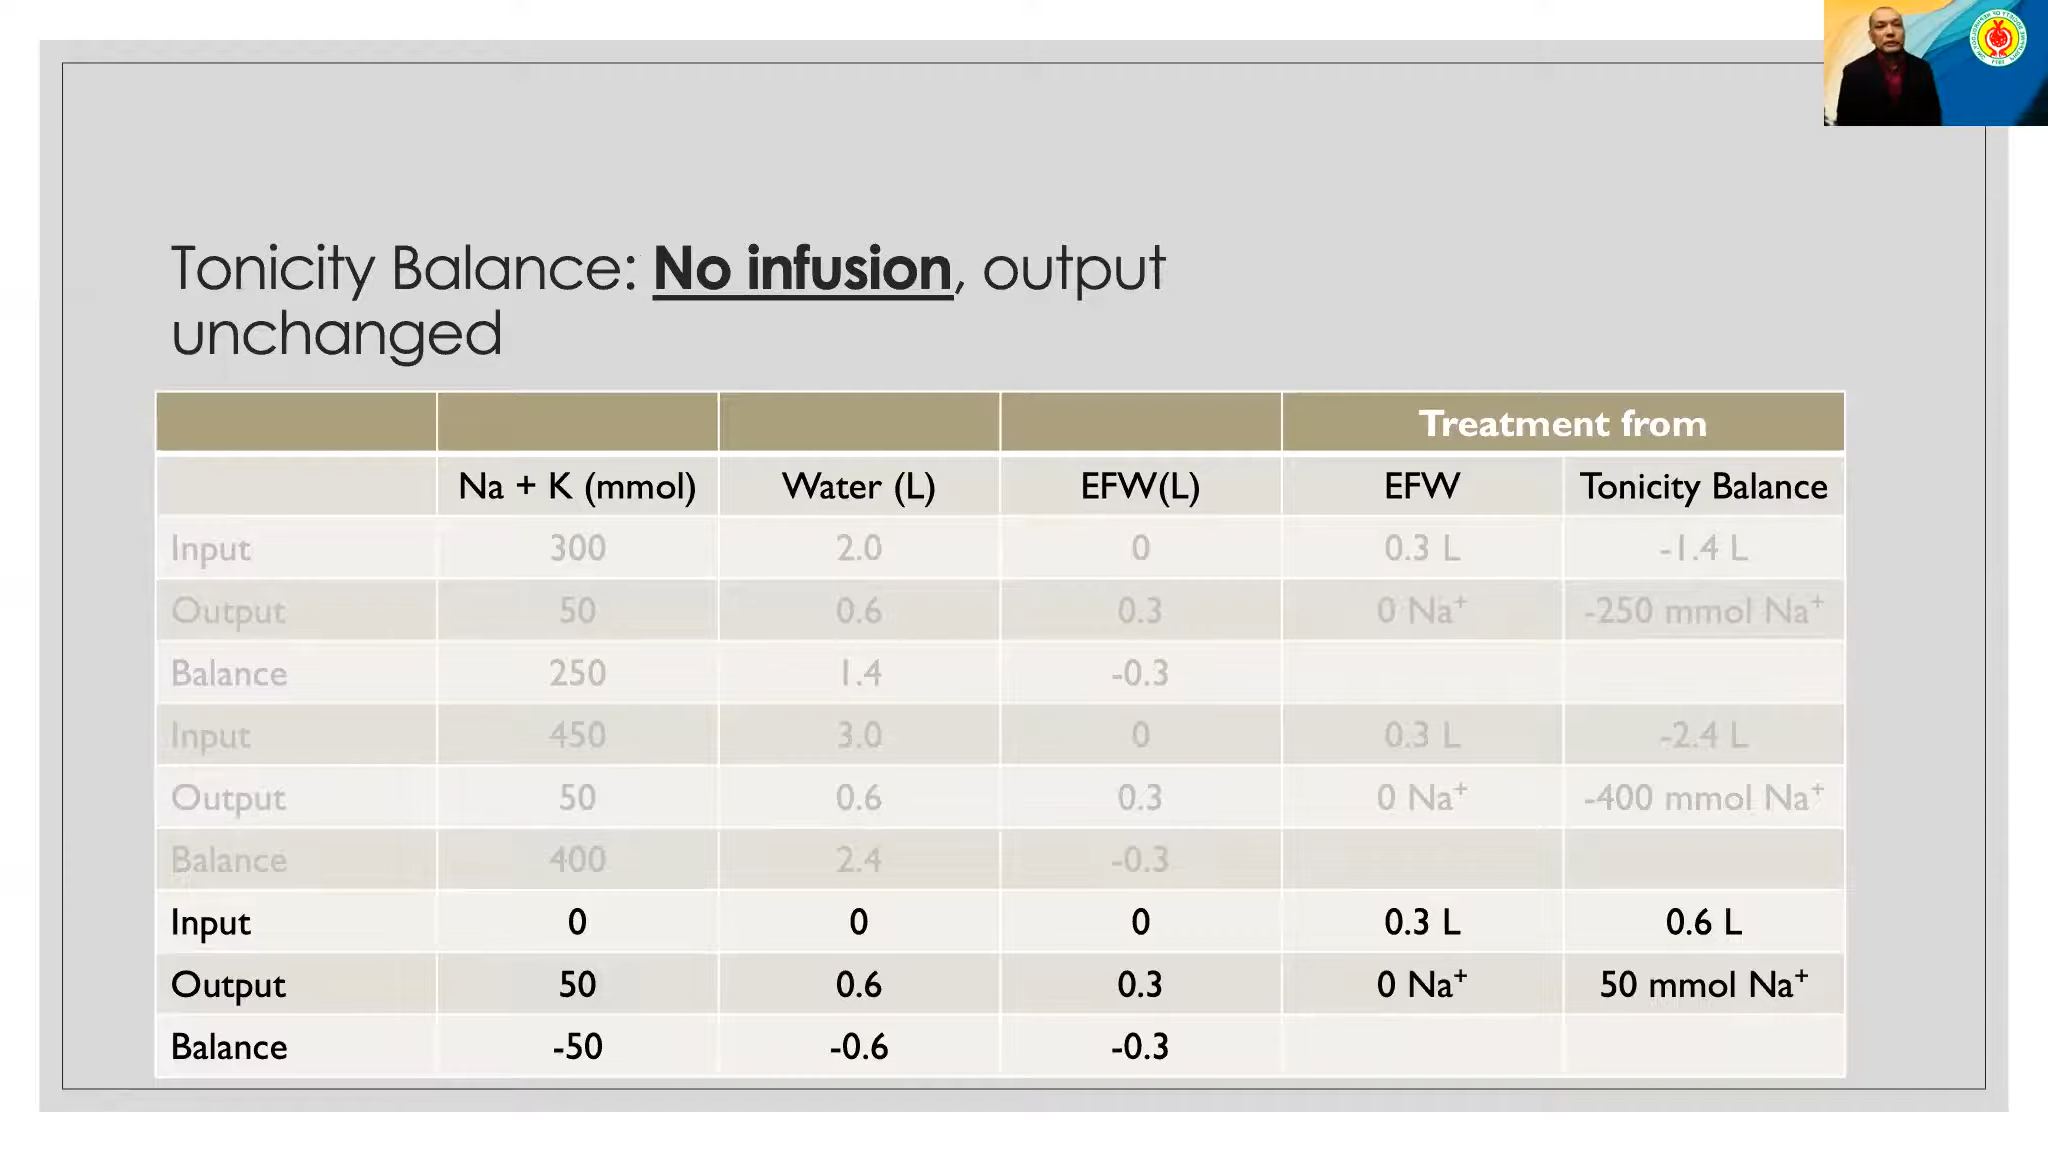 Tonicity Balance: No infusion, output
unchanged
Treatment from
Na + K (mmol) Water (L) EFW(L) EFW Tonicity Balance
Input 300 2.0 0 0.3 L -1.4 L
Output 50 0.6 0.3 0 Na⁺ -250 mmol Na⁺
Balance 250 1.4 -0.3
Input 450 3.0 0 0.3 L -2.4 L
Output 50 0.6 0.3 0 Na⁺ -400 mmol Na⁺
Balance 400 2.4 -0.3
Input 0 0 0 0.3 L 0.6 L
Output 50 0.6 0.3 0 Na⁺ 50 mmol Na⁺
Balance -50 -0.6 -0.3